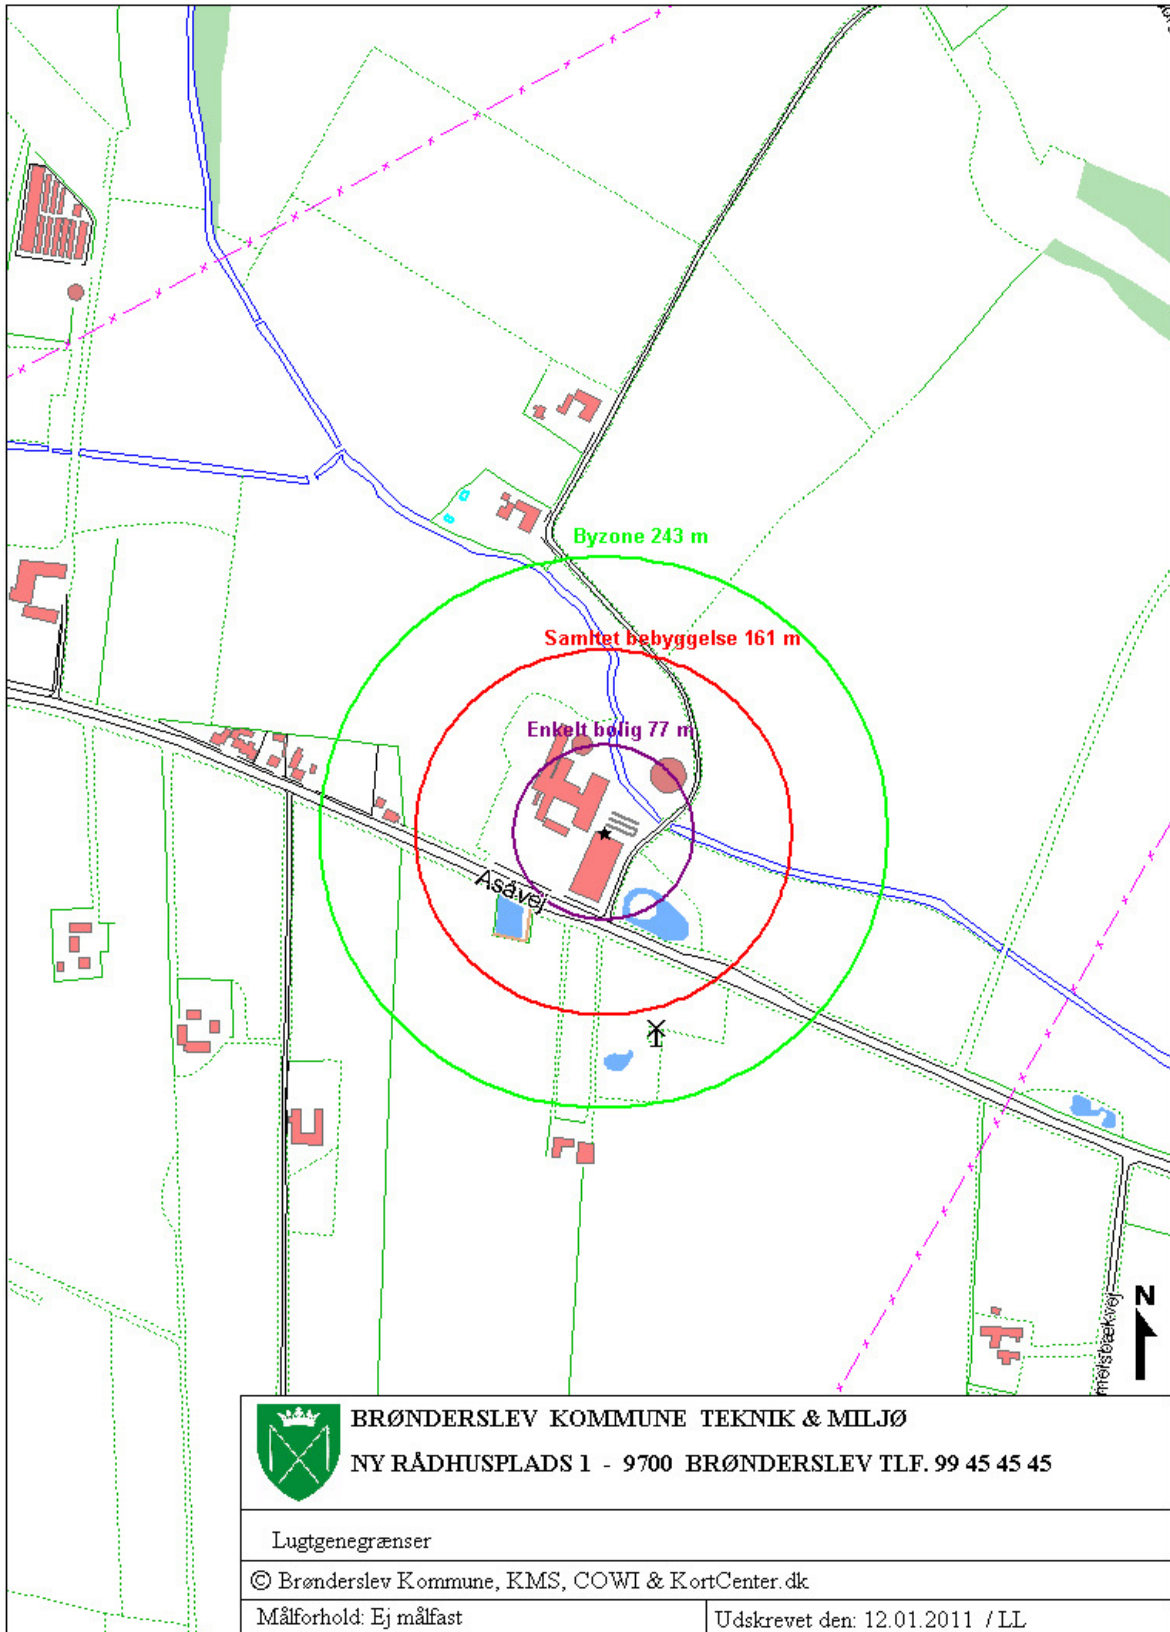 Byzone 243 m
Samltet bebyggelse 161 m
Enkelt bolig 77 m
Asåvej
N
BRØNDERSLEV KOMMUNE TEKNIK & MILJØ
NY RÅDHUSPLADS 1 - 9700 BRØNDERSLEV TLF. 99 45 45 45
Lugtgenegrænser
© Brønderslev Kommune, KMS, COWI & KortCenter.dk
Målforhold: Ej målfast
Udskrevet den: 12.01.2011 / LL